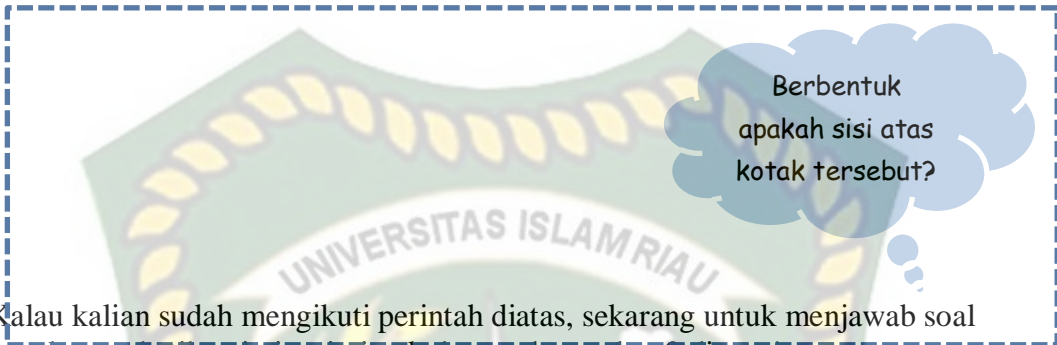 Berbentuk
apakah sisi atas
kotak tersebut?
UNIVERSITAS ISLAM RIAU
Kalau kalian sudah mengikuti perintah diatas, sekarang untuk menjawab soal